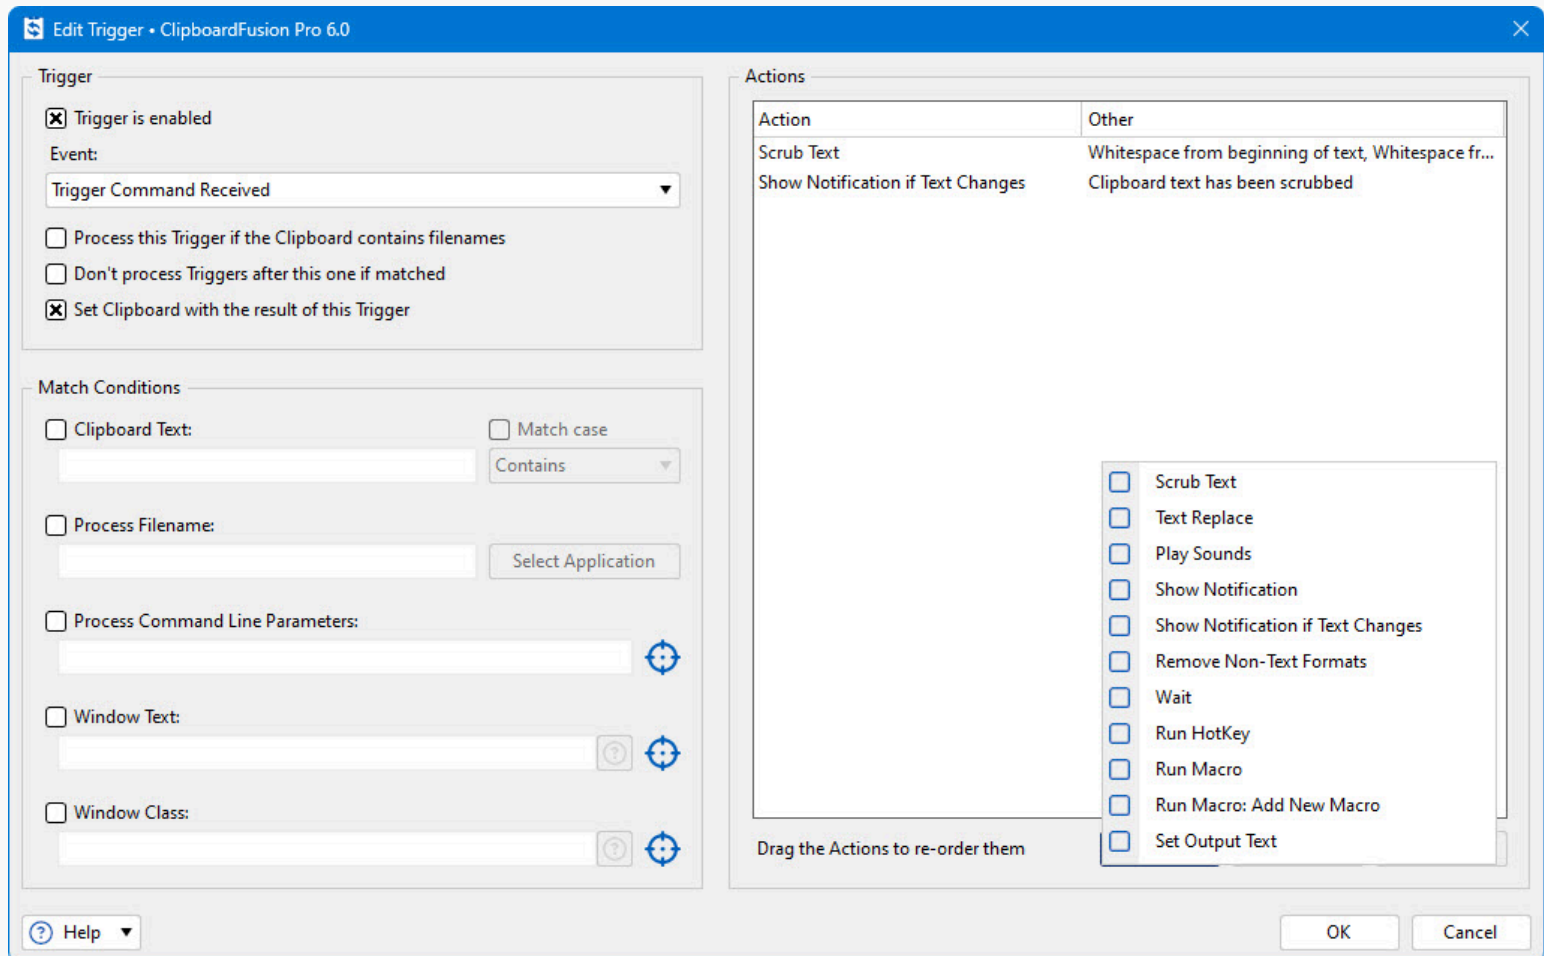 Edit Trigger • ClipboardFusion Pro 6.0
Trigger
Trigger is enabled
Event:
Trigger Command Received
Process this Trigger if the Clipboard contains filenames
Don't process Triggers after this one if matched
Set Clipboard with the result of this Trigger
Match Conditions
Clipboard Text:
Match case
Contains
Process Filename:
Select Application
Process Command Line Parameters:
Window Text:
Window Class:
Actions
Action Other
Scrub Text Whitespace from beginning of text, Whitespace fr...
Show Notification if Text Changes Clipboard text has been scrubbed
Scrub Text
Text Replace
Play Sounds
Show Notification
Show Notification if Text Changes
Remove Non-Text Formats
Wait
Run HotKey
Run Macro
Run Macro: Add New Macro
Set Output Text
Drag the Actions to re-order them
Help
OK
Cancel